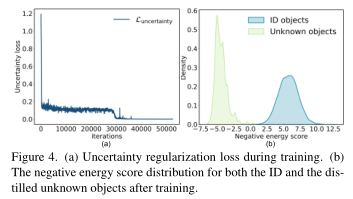 1.2
1.0
0.8
0.6
0.4
0.2
0.0
Uncertainty loss
ℒuncertainty
0 10000 20000 30000 40000 50000
iterations
(a)
0.6
0.5
0.4
0.3
0.2
0.1
0.0
Density
ID objects
Unknown objects
−7.5 −5.0 −2.5 0.0 2.5 5.0 7.5 10.0 12.5
Negative energy score
(b)
Figure 4. (a) Uncertainty regularization loss during training. (b)
The negative energy score distribution for both the ID and the dis-
tilled unknown objects after training.